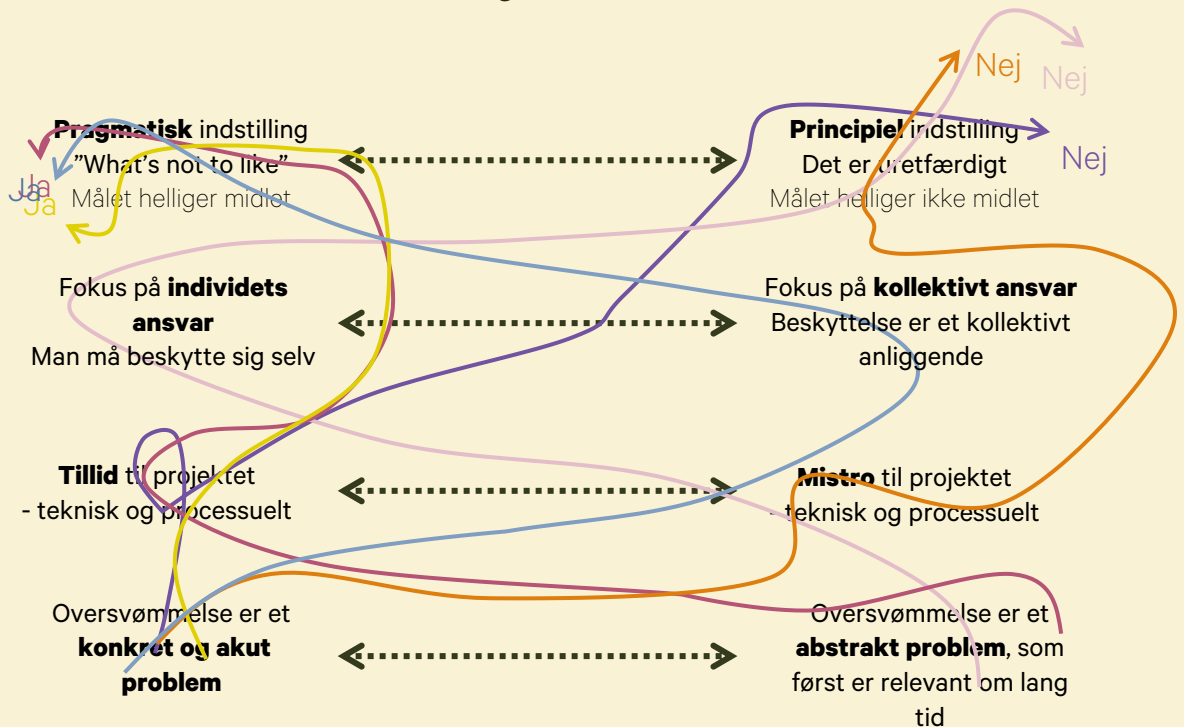 Nej
Nej
Pragmatisk indstilling
"What's not to like"
Målet helliger midlet
Ja
Ja
Ja
Principiel indstilling
Det er uretfærdigt
Målet helliger ikke midlet
Nej
Fokus på individets
ansvar
Man må beskytte sig selv
Fokus på kollektivt ansvar
Beskyttelse er et kollektivt
anliggende
Tillid til projektet
- teknisk og processuelt
Mistro til projektet
- teknisk og processuelt
Oversvømmelse er et
konkret og akut
problem
Oversvømmelse er et
abstrakt problem, som
først er relevant om lang
tid